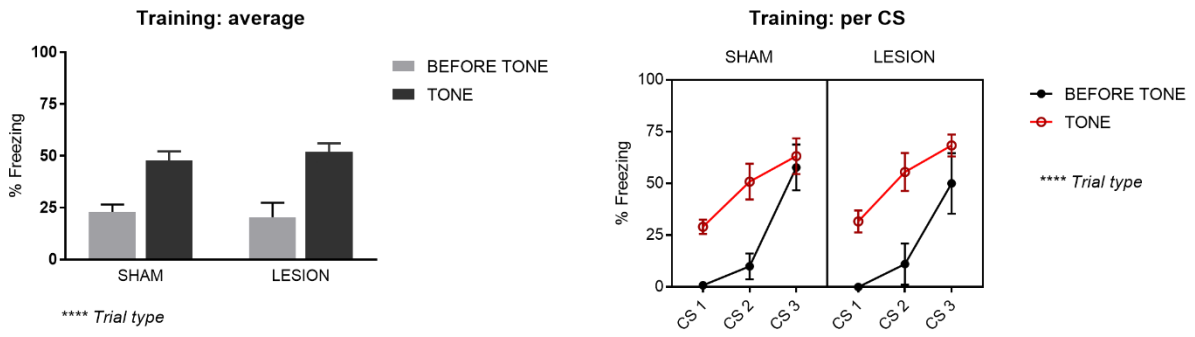 Training: average
% Freezing
100
75
50
25
0
SHAM
LESION
BEFORE TONE
TONE
**** Trial type
Training: per CS
SHAM
LESION
% Freezing
100
75
50
25
0
CS 1
CS 2
CS 3
CS 1
CS 2
CS 3
BEFORE TONE
TONE
**** Trial type